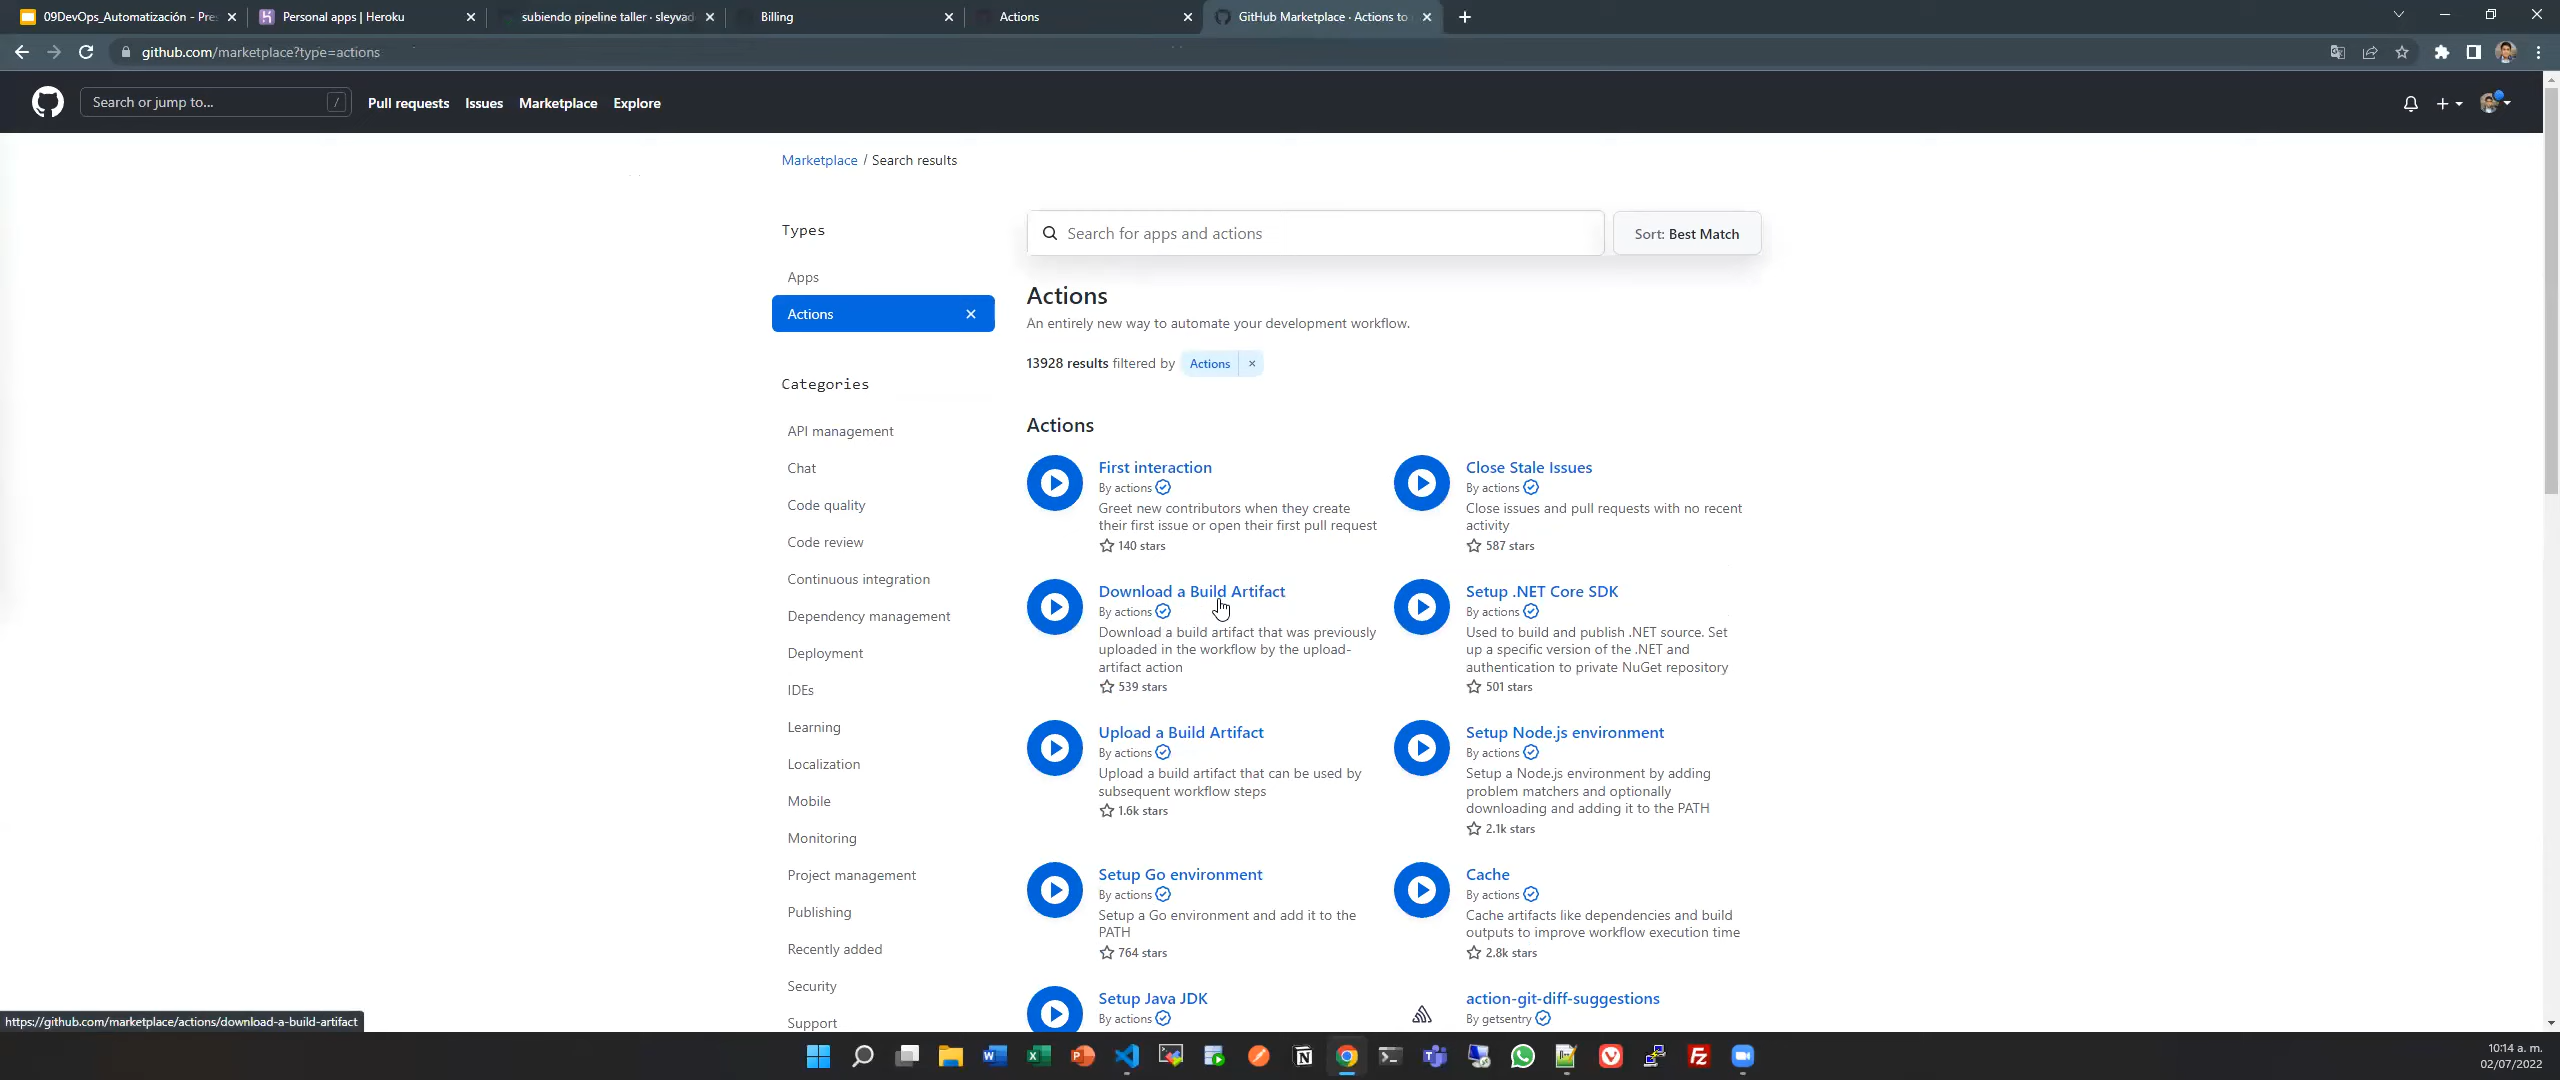 09DevOps_Automatización - Pre
Personal apps | Heroku
subiendo pipeline taller · sleyvad
Billing
Actions
GitHub Marketplace · Actions to
github.com/marketplace?type=actions
Search or jump to...
/
Pull requests
Issues
Marketplace
Explore
Marketplace / Search results
Types
Apps
Actions
Categories
API management
Chat
Code quality
Code review
Continuous integration
Dependency management
Deployment
IDEs
Learning
Localization
Mobile
Monitoring
Project management
Publishing
Recently added
Security
Support
Search for apps and actions
Sort: Best Match
Actions
An entirely new way to automate your development workflow.
13928 results filtered by Actions ×
Actions
First interaction
By actions
Greet new contributors when they create
their first issue or open their first pull request
140 stars
Close Stale Issues
By actions
Close issues and pull requests with no recent
activity
587 stars
Download a Build Artifact
By actions
Download a build artifact that was previously
uploaded in the workflow by the upload-
artifact action
539 stars
Setup .NET Core SDK
By actions
Used to build and publish .NET source. Set
up a specific version of the .NET and
authentication to private NuGet repository
501 stars
Upload a Build Artifact
By actions
Upload a build artifact that can be used by
subsequent workflow steps
1.6k stars
Setup Node.js environment
By actions
Setup a Node.js environment by adding
problem matchers and optionally
downloading and adding it to the PATH
2.1k stars
Setup Go environment
By actions
Setup a Go environment and add it to the
PATH
764 stars
Cache
By actions
Cache artifacts like dependencies and build
outputs to improve workflow execution time
2.8k stars
Setup Java JDK
By actions
action-git-diff-suggestions
By getsentry
https://github.com/marketplace/actions/download-a-build-artifact
10:14 a. m.
02/07/2022